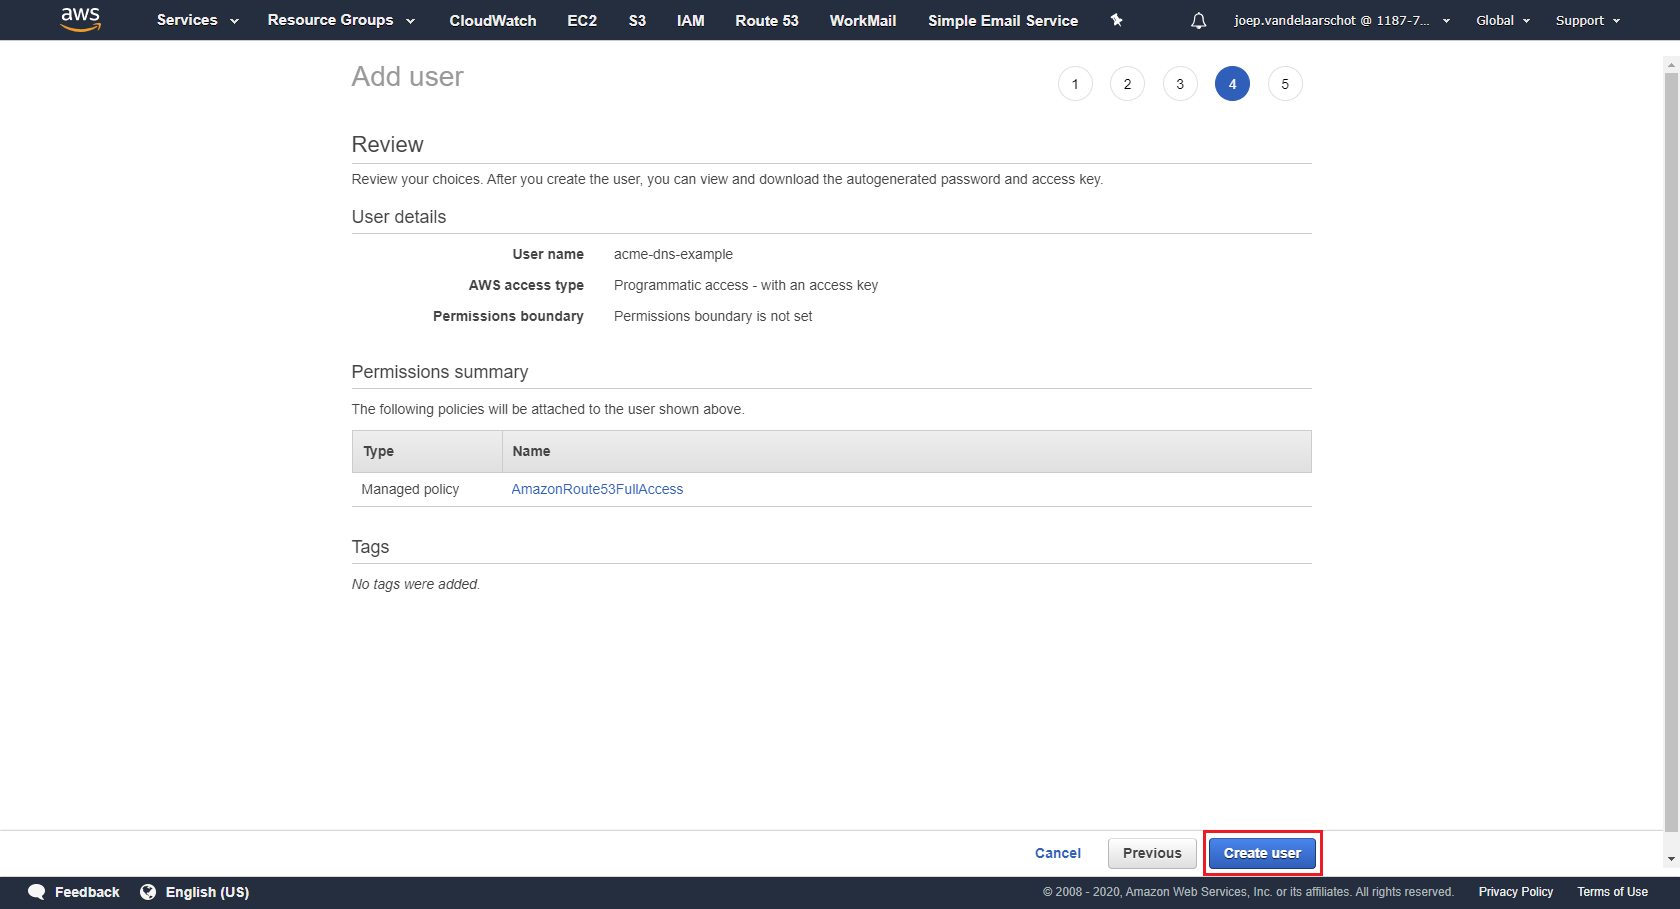 aws Services Resource Groups CloudWatch EC2 S3 IAM Route 53 WorkMail Simple Email Service joep.vandelaarschot @ 1187-7... Global Support
Add user 1 2 3 4 5
Review
Review your choices. After you create the user, you can view and download the autogenerated password and access key.
User details
User name acme-dns-example
AWS access type Programmatic access - with an access key
Permissions boundary Permissions boundary is not set
Permissions summary
The following policies will be attached to the user shown above.
Type Name
Managed policy AmazonRoute53FullAccess
Tags
No tags were added.
Cancel Previous Create user
Feedback English (US) © 2008 - 2020, Amazon Web Services, Inc. or its affiliates. All rights reserved. Privacy Policy Terms of Use